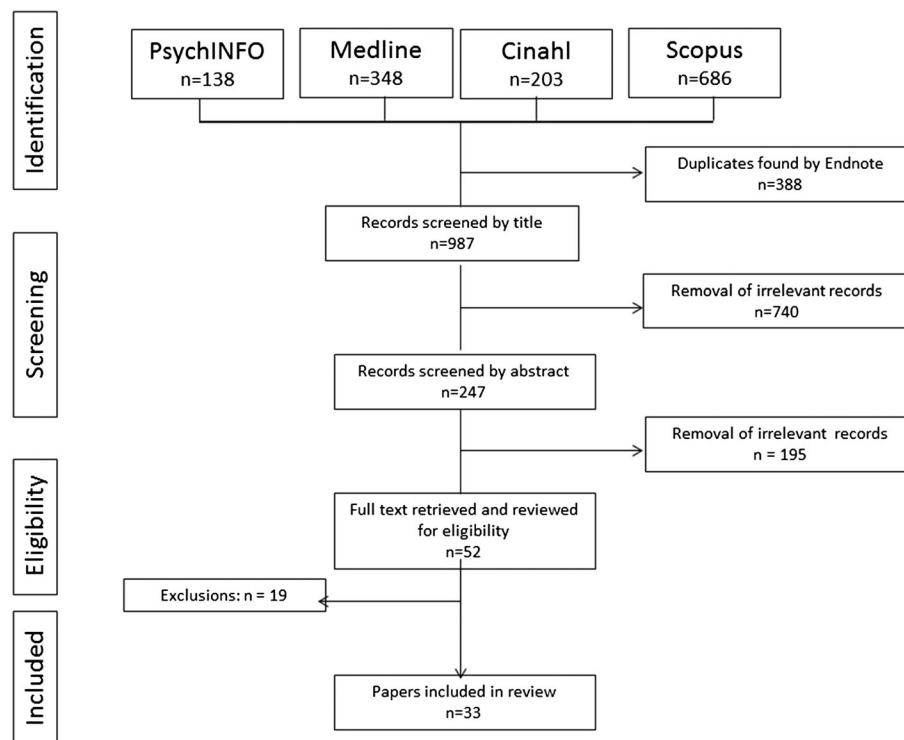 Identification
PsychINFO
n=138
Medline
n=348
Cinahl
n=203
Scopus
n=686
Duplicates found by Endnote
n=388
Records screened by title
n=987
Screening
Removal of irrelevant records
n=740
Records screened by abstract
n=247
Removal of irrelevant records
n = 195
Eligibility
Full text retrieved and reviewed
for eligibility
n=52
Exclusions: n = 19
Included
Papers included in review
n=33